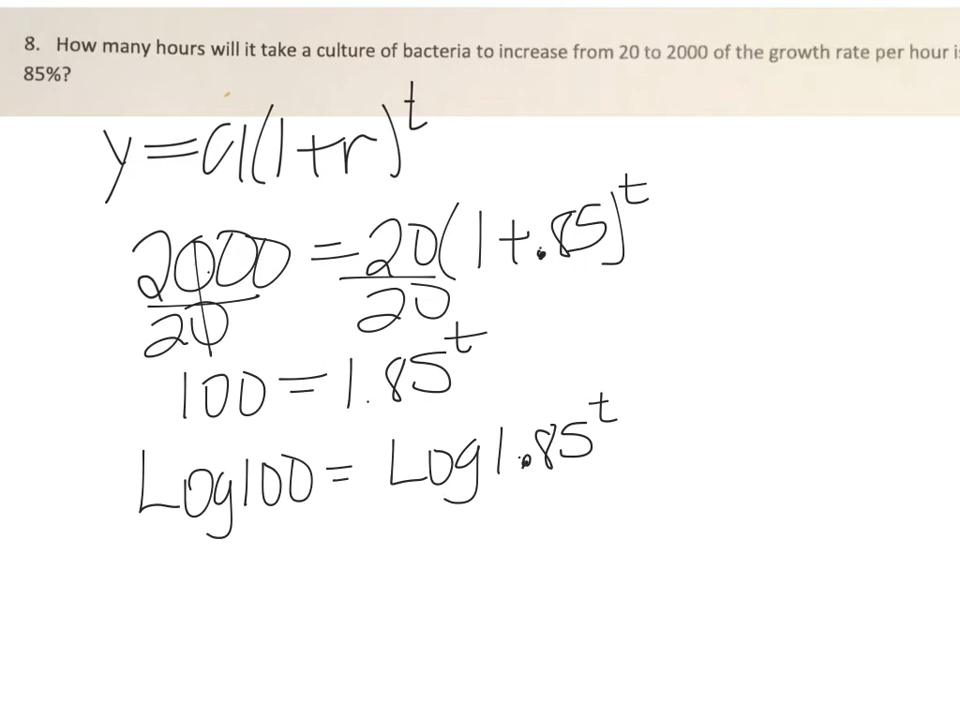 8. How many hours will it take a culture of bacteria to increase from 20 to 2000 of the growth rate per hour i
85%?
y=a(1+r)^t
2000/20 = 20(1+.85)^t/20
100=1.85^t
Log100= Log1.85^t